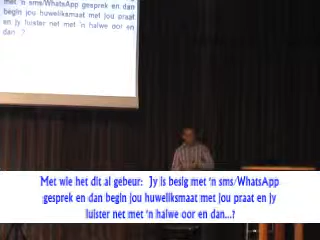 met 'n sms/WhatsApp gesprek en dan
begin jou huweliksmaat met jou praat
en jy luister net met 'n halwe oor en
dan ..?
Met wie het dit al gebeur: Jy is besig met 'n sms/WhatsApp
gesprek en dan begin jou huweliksmaat met jou praat en jy
luister net met 'n halwe oor en dan...?